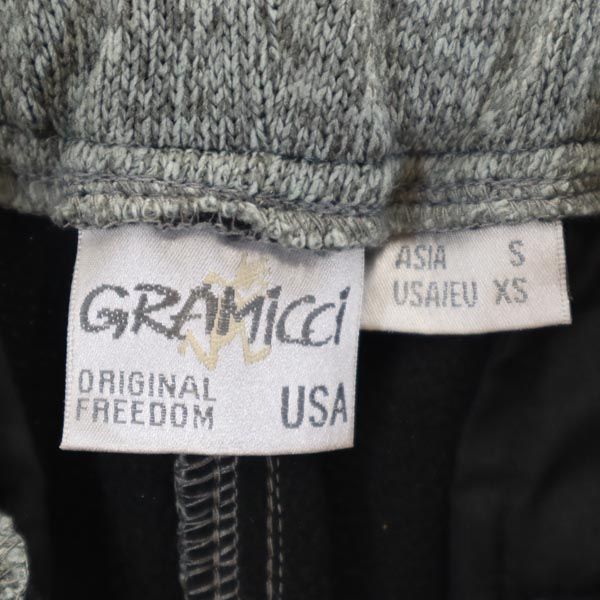 GRAMiCCi
ORIGINAL
FREEDOM
USA
ASIA S
USA/EU XS